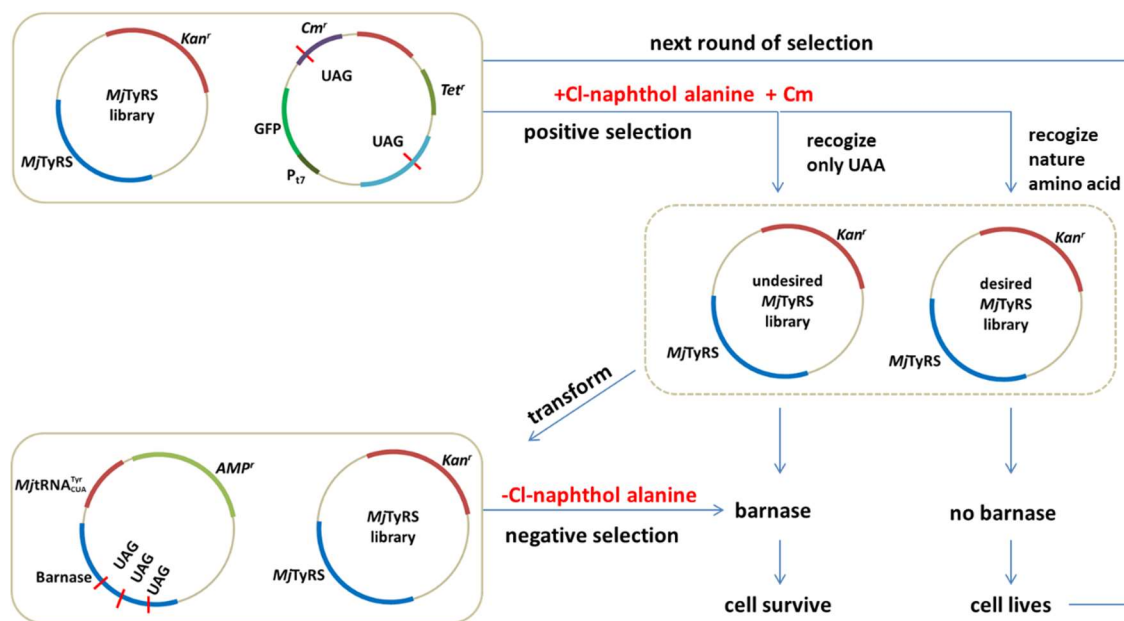 Kanʳ
MjTyRS
library
MjTyRS
Cmʳ
UAG
Tetʳ
GFP
UAG
Pt7
next round of selection
+Cl-naphthol alanine + Cm
positive selection
recogize
only UAA
recogize
nature
amino acid
Kanʳ
undesired
MjTyRS
library
MjTyRS
Kanʳ
desired
MjTyRS
library
MjTyRS
transform
AMPʳ
MjtRNA Tyr CUA
Barnase
UAG
UAG
UAG
Kanʳ
MjTyRS
library
MjTyRS
-Cl-naphthol alanine
negative selection
barnase
no barnase
cell survive
cell lives